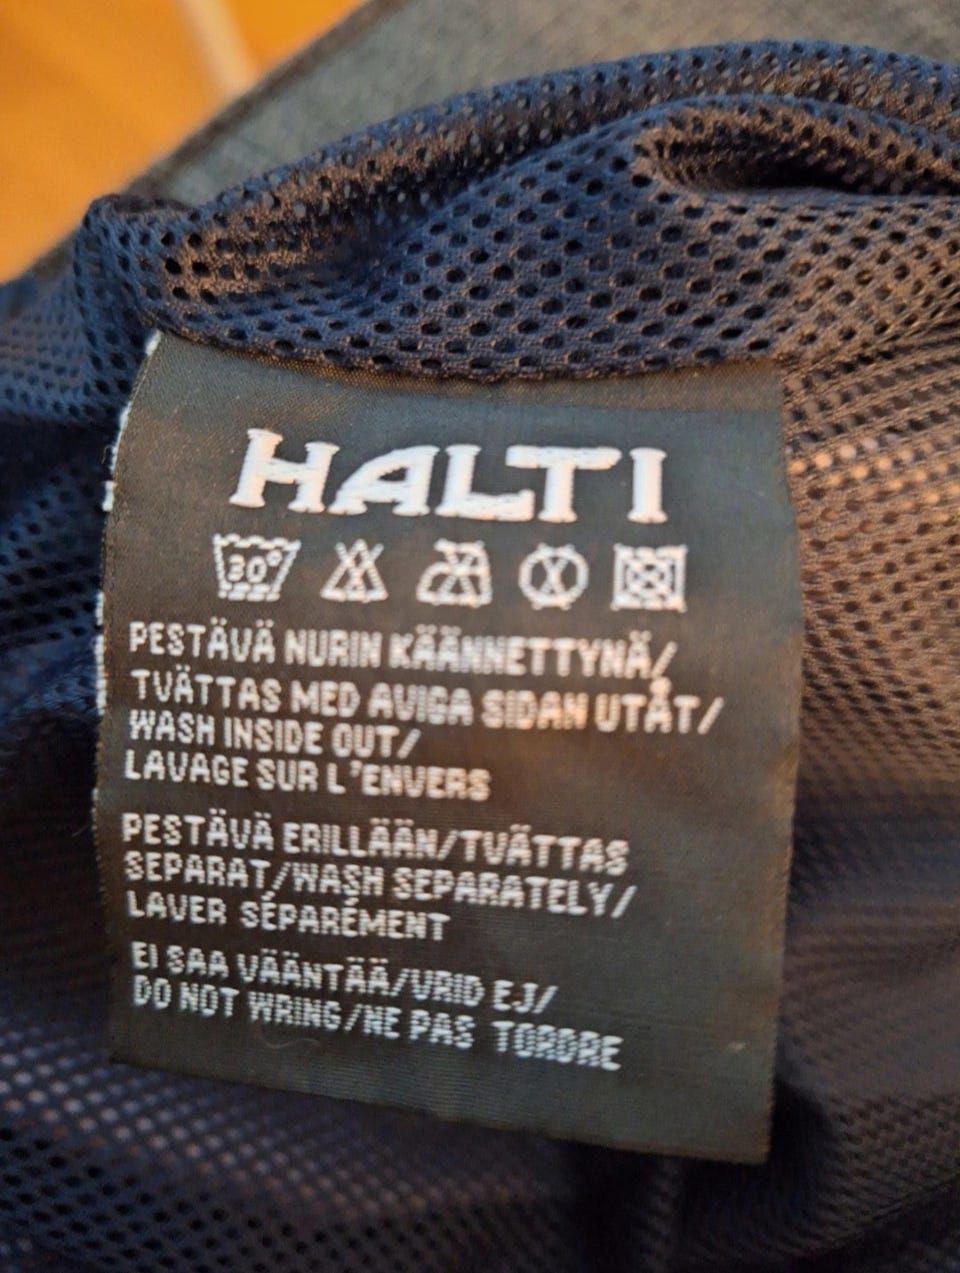 HALTI
30°
PESTÄVÄ NURIN KÄÄNNETTYNÄ/
TVÄTTAS MED AVIGA SIDAN UTÅT/
WASH INSIDE OUT/
LAVAGE SUR L'ENVERS
PESTÄVÄ ERILLÄÄN/TVÄTTAS
SEPARAT/WASH SEPARATELY/
LAVER SÉPARÉMENT
EI SAA VÄÄNTÄÄ/VRID EJ/
DO NOT WRING/NE PAS TORDRE